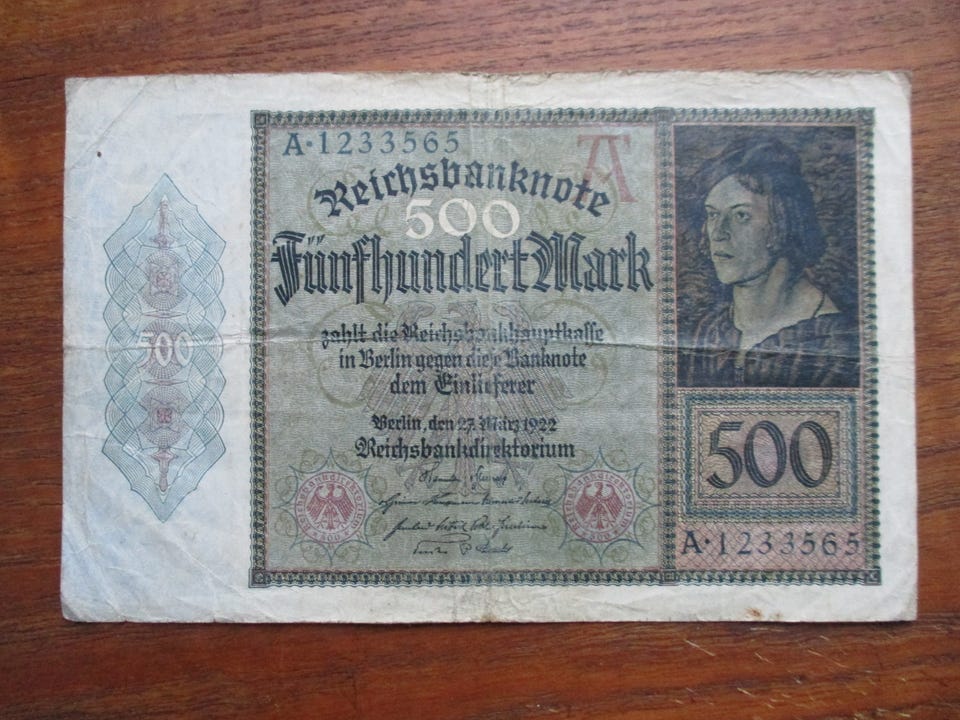 A·1233565
A
Reichsbanknote
500
Fünfhundert Mark
zahlt die Reichsbankhauptkasse
in Berlin gegen diese Banknote
dem Einlieferer
Berlin, den 27. März 1922
Reichsbankdirektorium
500
500
A·1233565